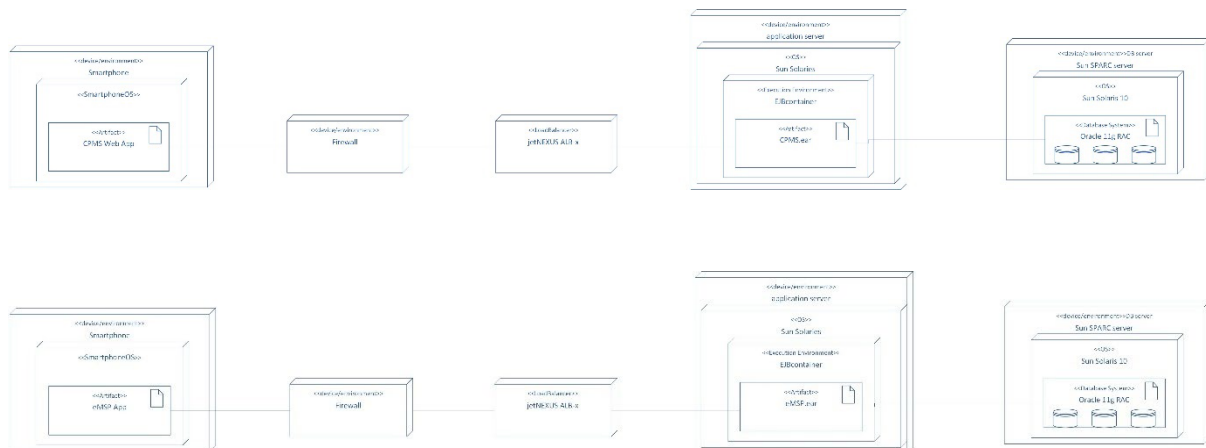 <<device/environment>>
Smartphone
<<SmartphoneOS>>
<<Artifact>>
CPMS Web App
<<device/environment>>
Firewall
<<LoadBalancer>>
jetNEXUS ALB-x
<<device/environment>>
application server
<<OS>>
Sun Solaries
<<Execution Environment>>
EJBcontainer
<<Artifact>>
CPMS.ear
<<device/environment>>DB server
Sun SPARC server
<<OS>>
Sun Solaris 10
<<Database System>>
Oracle 11g RAC
<<device/environment>>
Smartphone
<<SmartphoneOS>>
<<Artifact>>
eMSP App
<<device/environment>>
Firewall
<<LoadBalancer>>
jetNEXUS ALB-x
<<device/environment>>
application server
<<OS>>
Sun Solaries
<<Execution Environment>>
EJBcontainer
<<Artifact>>
eMSP.ear
<<device/environment>>DB server
Sun SPARC server
<<OS>>
Sun Solaris 10
<<Database System>>
Oracle 11g RAC